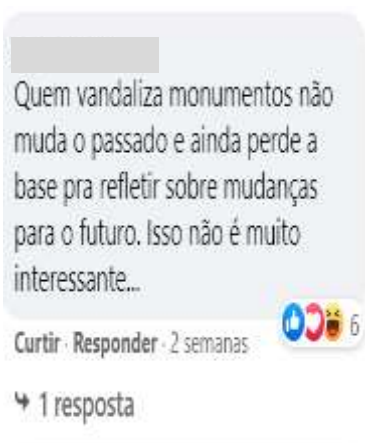 Quem vandaliza monumentos não
muda o passado e ainda perde a
base pra refletir sobre mudanças
para o futuro. Isso não é muito
interessante...
6
Curtir · Responder · 2 semanas
1 resposta